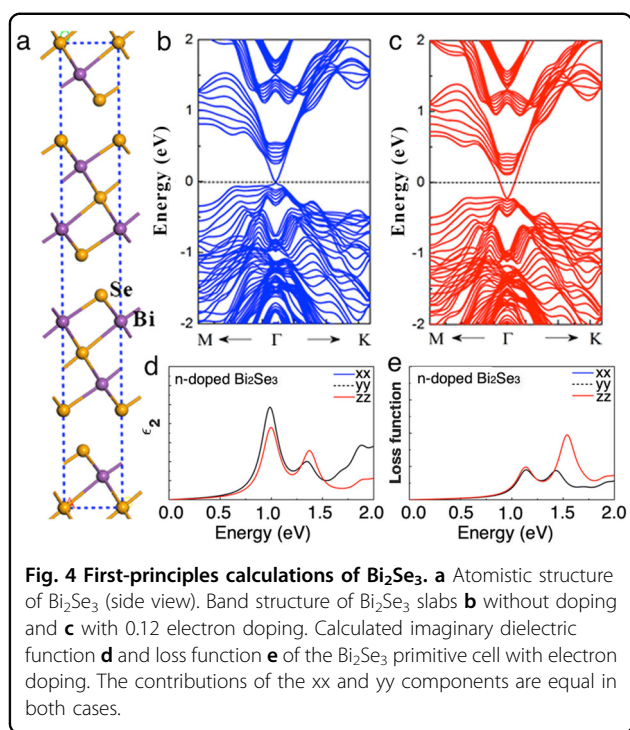 a
b
c
2
1
0
-1
-2
Energy (eV)
M ← Γ → K
2
1
0
-1
-2
Energy (eV)
M ← Γ → K
Se
Bi
d
n-doped Bi₂Se₃
xx
yy
zz
ϵ₂
0.0 0.5 1.0 1.5 2.0
Energy (eV)
e
n-doped Bi₂Se₃
xx
yy
zz
Loss function
0.0 0.5 1.0 1.5 2.0
Energy (eV)
Fig. 4 First-principles calculations of Bi₂Se₃. a Atomistic structure
of Bi₂Se₃ (side view). Band structure of Bi₂Se₃ slabs b without doping
and c with 0.12 electron doping. Calculated imaginary dielectric
function d and loss function e of the Bi₂Se₃ primitive cell with electron
doping. The contributions of the xx and yy components are equal in
both cases.